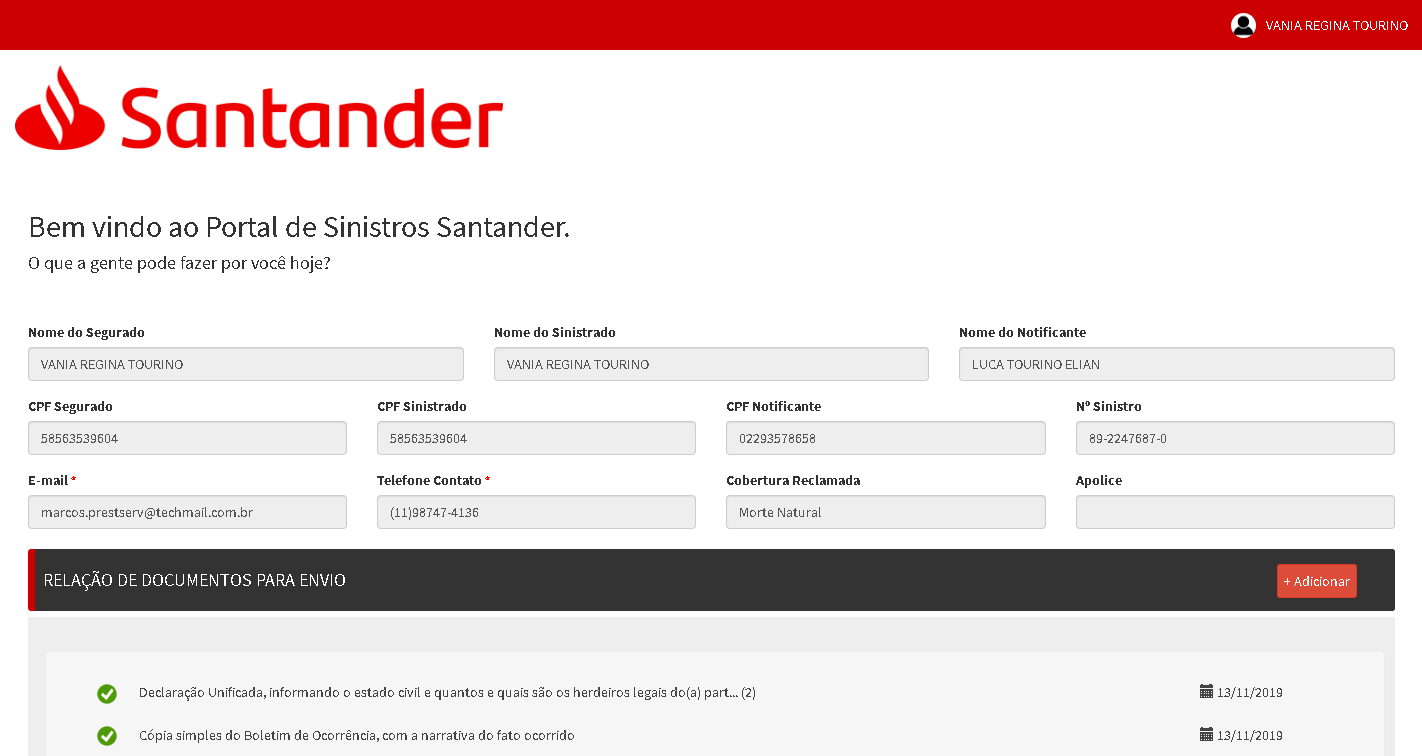 VANIA REGINA TOURINO
Santander
Bem vindo ao Portal de Sinistros Santander.
O que a gente pode fazer por você hoje?
Nome do Segurado Nome do Sinistrado Nome do Notificante
VANIA REGINA TOURINO VANIA REGINA TOURINO LUCA TOURINO ELIAN
CPF Segurado CPF Sinistrado CPF Notificante Nº Sinistro
58563539604 58563539604 02293578658 89-2247687-0
E-mail * Telefone Contato * Cobertura Reclamada Apolice
marcos.prestserv@techmail.com.br (11)98747-4136 Morte Natural
RELAÇÃO DE DOCUMENTOS PARA ENVIO + Adicionar
Declaração Unificada, informando o estado civil e quantos e quais são os herdeiros legais do(a) part... (2) 13/11/2019
Cópia simples do Boletim de Ocorrência, com a narrativa do fato ocorrido 13/11/2019